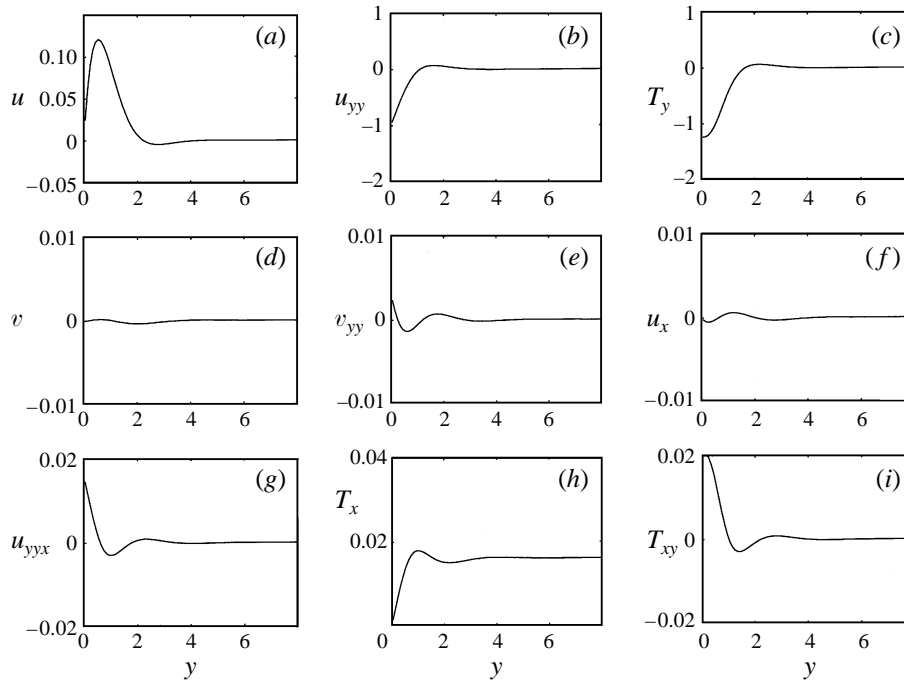 (a)
0.10
u
0.05
0
−0.05
0 2 4 6
(b)
1
0
u_yy
−1
−2
0 2 4 6
(c)
1
0
T_y
−1
−2
0 2 4 6
(d)
0.01
v
0
−0.01
0 2 4 6
(e)
0.01
v_yy
0
−0.01
0 2 4 6
(f)
0.01
u_x
0
−0.01
0 2 4 6
(g)
0.02
0
u_yyx
−0.02
0 2 4 6
y
(h)
0.04
T_x
0.02
0
0 2 4 6
y
(i)
0.02
T_xy
0
−0.02
0 2 4 6
y